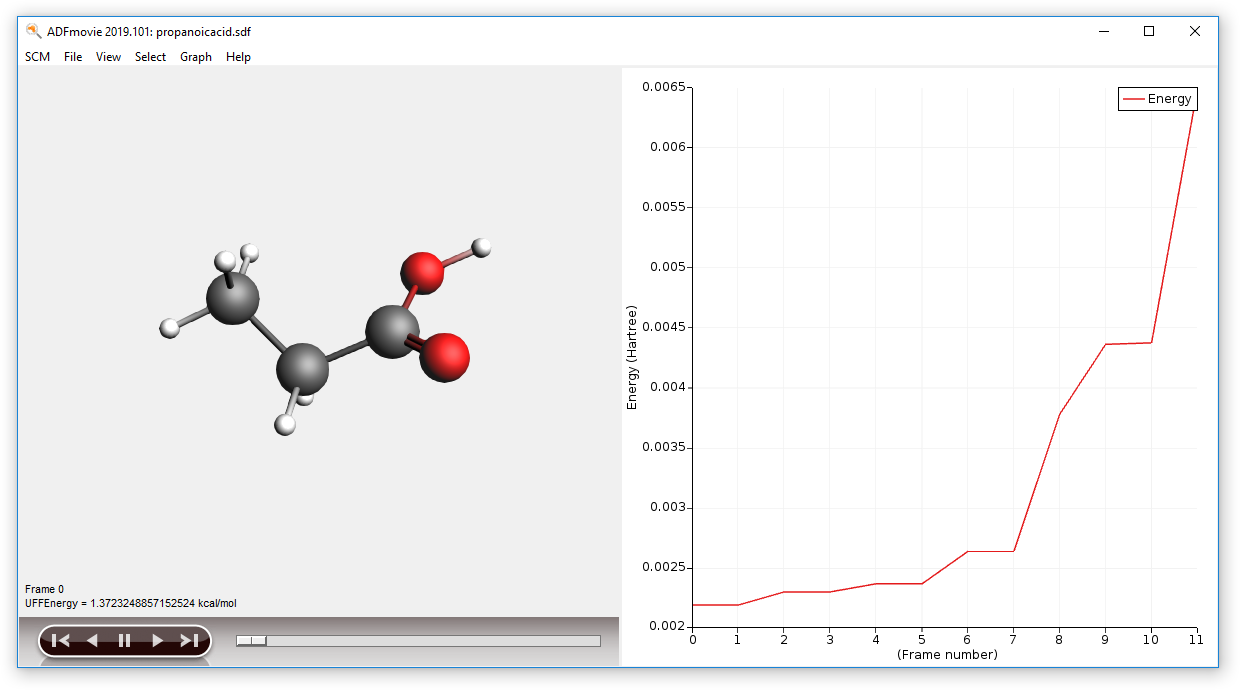 ADFmovie 2019.101: propanoicacid.sdf
SCM File View Select Graph Help
Frame 0
UFFEnergy = 1.3723248857152524 kcal/mol
Energy
0.0065
0.006
0.0055
0.005
0.0045
0.004
0.0035
0.003
0.0025
0.002
Energy (Hartree)
0 1 2 3 4 5 6 7 8 9 10 11
(Frame number)